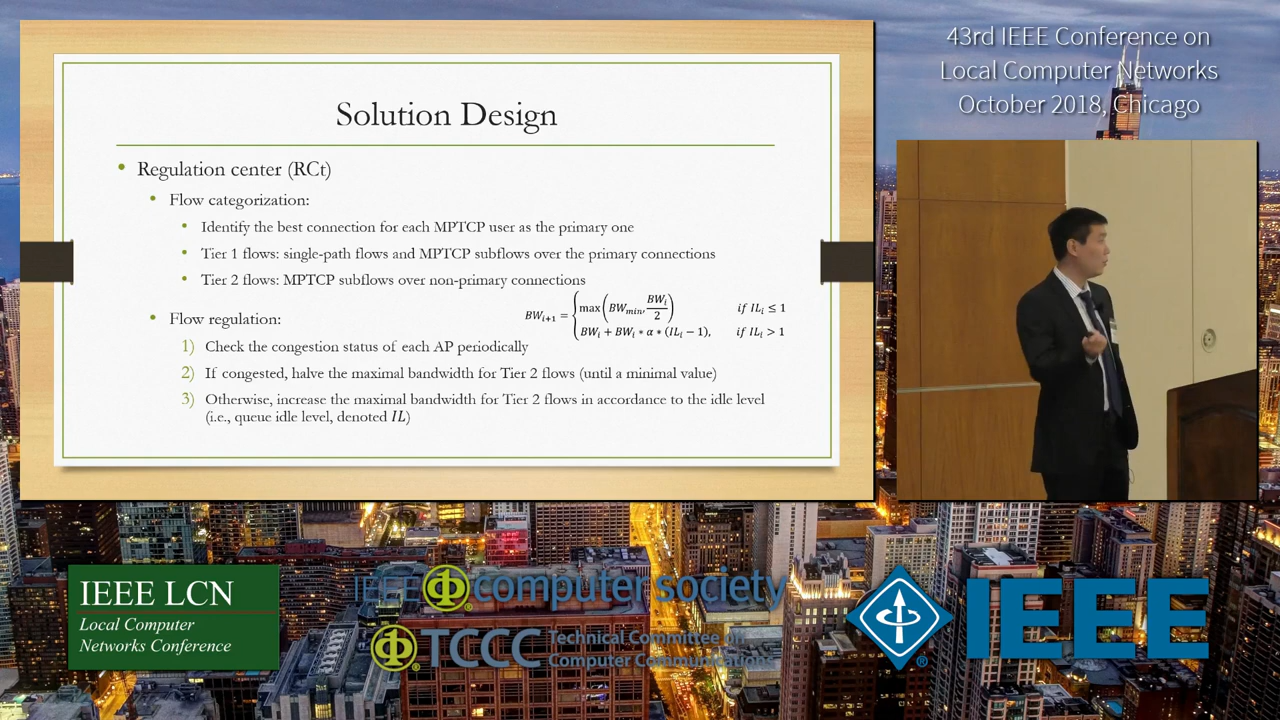 43rd IEEE Conference on
Local Computer Networks
October 2018, Chicago
Solution Design
• Regulation center (RCt)
• Flow categorization:
• Identify the best connection for each MPTCP user as the primary one
• Tier 1 flows: single-path flows and MPTCP subflows over the primary connections
• Tier 2 flows: MPTCP subflows over non-primary connections
• Flow regulation:
BW_{i+1} = { max(BW_{min}, BW_i/2) if IL_i ≤ 1
BW_i + BW_i * α * (IL_i − 1), if IL_i > 1
1) Check the congestion status of each AP periodically
2) If congested, halve the maximal bandwidth for Tier 2 flows (until a minimal value)
3) Otherwise, increase the maximal bandwidth for Tier 2 flows in accordance to the idle level
(i.e., queue idle level, denoted IL)
IEEE LCN
Local Computer
Networks Conference
IEEE computer society
TCCC Technical Committee on
Computer Communications
IEEE
®